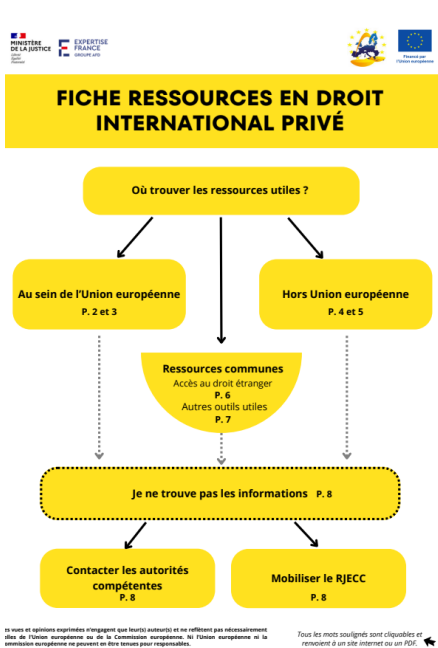 MINISTÈRE
DE LA JUSTICE
Liberté
Égalité
Fraternité
EXPERTISE
FRANCE
GROUPE AFD
Financé par
l'Union européenne
FICHE RESSOURCES EN DROIT
INTERNATIONAL PRIVÉ
Où trouver les ressources utiles ?
Au sein de l'Union européenne
P. 2 et 3
Hors Union européenne
P. 4 et 5
Ressources communes
Accès au droit étranger
P. 6
Autres outils utiles
P. 7
Je ne trouve pas les informations P. 8
Contacter les autorités
compétentes
P. 8
Mobiliser le RJECC
P. 8
es vues et opinions exprimées n'engagent que leur(s) auteur(s) et ne reflètent pas nécessairement
elles de l'Union européenne ou de la Commission européenne. Ni l'Union européenne ni la
ommission européenne ne peuvent en être tenues pour responsables.
Tous les mots soulignés sont cliquables et
renvoient à un site internet ou un PDF.